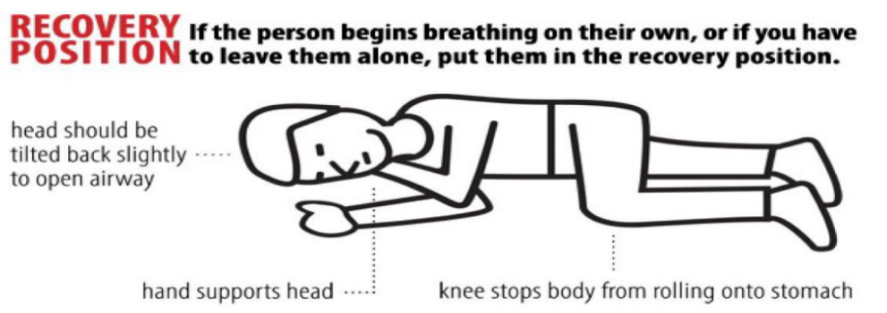 RECOVERY
POSITION
If the person begins breathing on their own, or if you have
to leave them alone, put them in the recovery position.
head should be
tilted back slightly
to open airway
hand supports head
knee stops body from rolling onto stomach